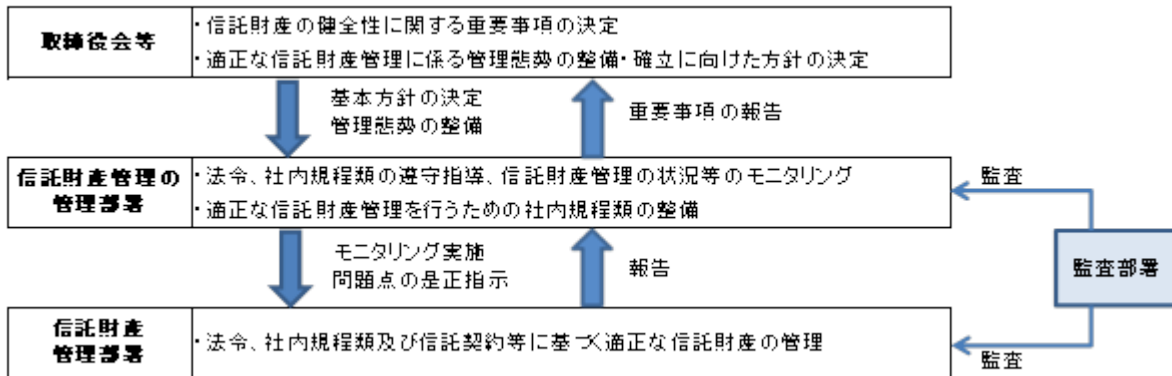 取締役会等
・信託財産の健全性に関する重要事項の決定
・適正な信託財産管理に係る管理態勢の整備・確立に向けた方針の決定
基本方針の決定
管理態勢の整備
重要事項の報告
信託財産管理の
管理部署
・法令、社内規程類の遵守指導、信託財産管理の状況等のモニタリング
・適正な信託財産管理を行うための社内規程類の整備
監査
モニタリング実施
問題点の是正指示
報告
監査部署
信託財産
管理部署
・法令、社内規程類及び信託契約等に基づく適正な信託財産の管理
監査